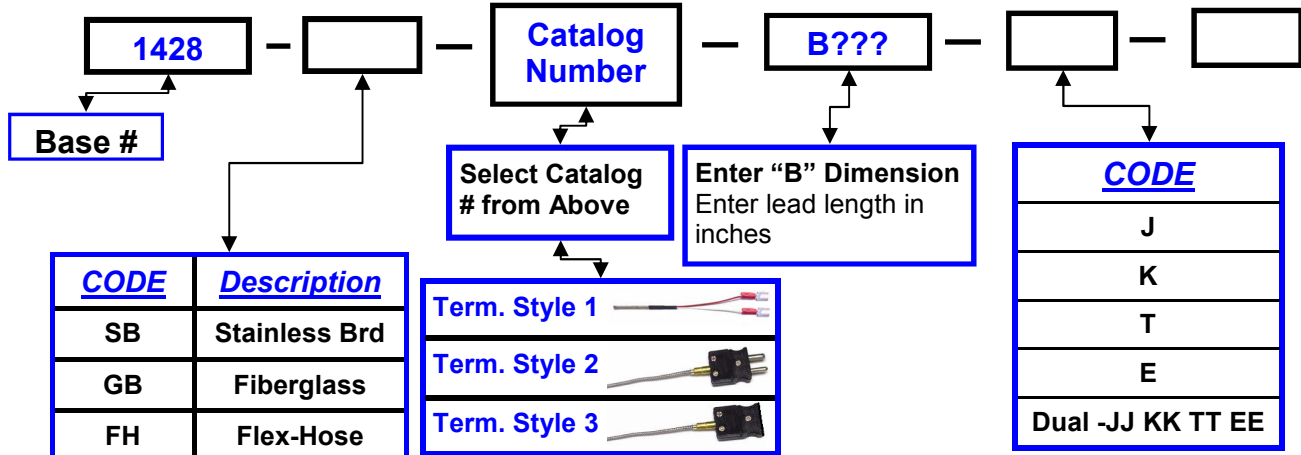 1428 – – Catalog Number – B??? – –
Base #
Select Catalog
# from Above
Enter “B” Dimension
Enter lead length in
inches
CODE Description
SB Stainless Brd
GB Fiberglass
FH Flex-Hose
Term. Style 1
Term. Style 2
Term. Style 3
CODE
J
K
T
E
Dual -JJ KK TT EE